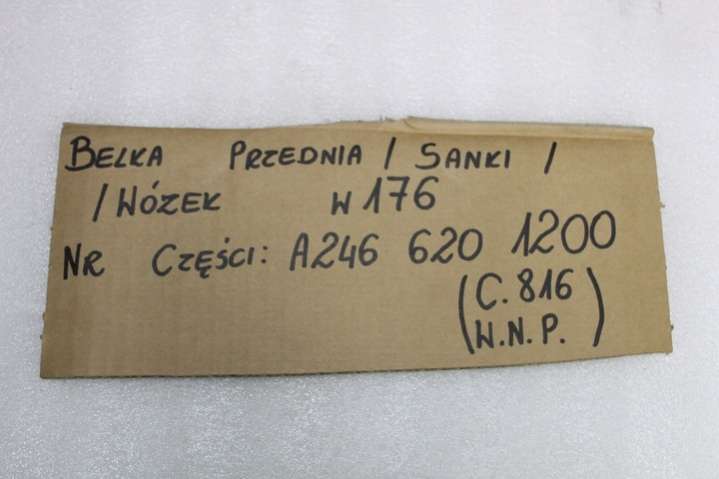 BELKA PRZEDNIA / SANKI /
/ WÓZEK W176
NR CZĘŚCI: A246 620 1200
(C. 816
W.N.P.)